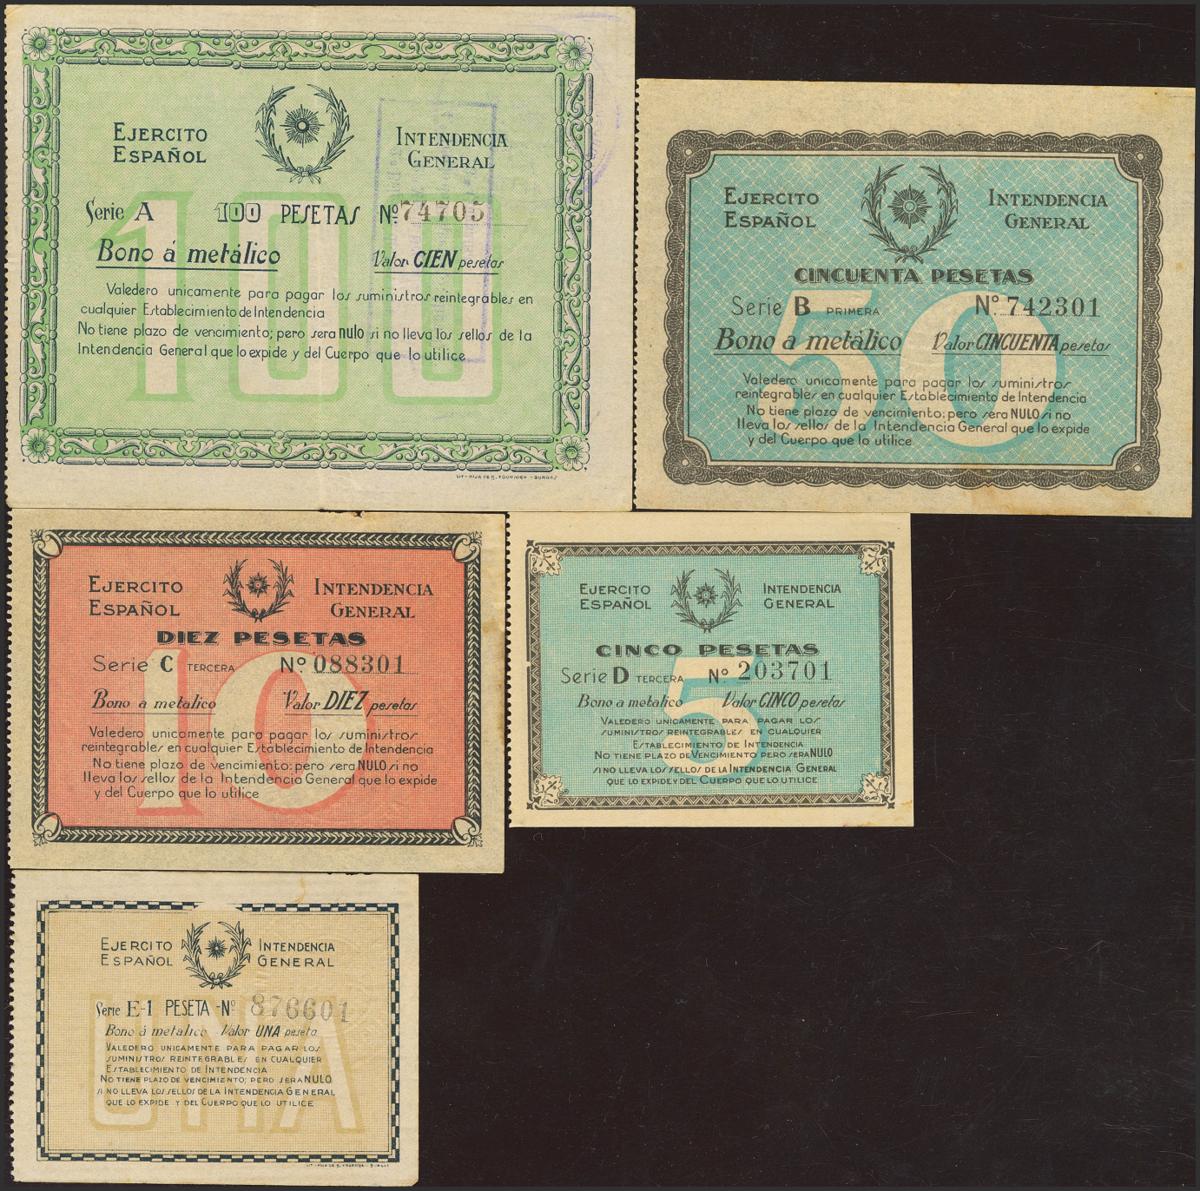 EJERCITO
ESPAÑOL
INTENDENCIA
GENERAL
Serie A 100 PESETAS Nº 74705
Bono á metálico Valor CIEN pesetas
Valedero unicamente para pagar los suministros reintegrables en
cualquier Establecimiento de Intendencia
No tiene plazo de vencimiento; pero sera NULO si no lleva los sellos de la
Intendencia General que lo expide y del Cuerpo que lo utilice
EJERCITO
ESPAÑOL
INTENDENCIA
GENERAL
CINCUENTA PESETAS
Serie B PRIMERA Nº 742301
Bono a metálico Valor CINCUENTA pesetas
50
Valedero unicamente para pagar los suministros
reintegrables en cualquier Establecimiento de Intendencia
No tiene plazo de vencimiento; pero sera NULO si no
lleva los sellos de la Intendencia General que lo expide
y del Cuerpo que lo utilice
100
EJERCITO
ESPAÑOL
INTENDENCIA
GENERAL
DIEZ PESETAS
Serie C TERCERA Nº 088301
Bono a metalico Valor DIEZ pesetas
10
Valedero unicamente para pagar los suministros
reintegrables en cualquier Establecimiento de Intendencia
No tiene plazo de vencimiento: pero sera NULO si no
lleva los sellos de la Intendencia General que lo expide
y del Cuerpo que lo utilice
EJERCITO
ESPAÑOL
INTENDENCIA
GENERAL
CINCO PESETAS
Serie D TERCERA Nº 203701
Bono a metalico Valor CINCO pesetas
5
VALEDERO UNICAMENTE PARA PAGAR LOS
SUMINISTROS REINTEGRABLES EN CUALQUIER
ESTABLECIMIENTO DE INTENDENCIA
NO TIENE PLAZO DE VENCIMIENTO PERO SERA NULO
SI NO LLEVA LOS SELLOS DE LA INTENDENCIA GENERAL
QUE LO EXPIDE Y DEL CUERPO QUE LO UTILICE
EJERCITO
ESPAÑOL
INTENDENCIA
GENERAL
Serie E-1 PESETA -Nº 876601
Bono á metalico Valor UNA peseta
UNA
VALEDERO UNICAMENTE PARA PAGAR LOS
SUMINISTROS REINTEGRABLES EN CUALQUIER
ESTABLECIMIENTO DE INTENDENCIA
NO TIENE PLAZO DE VENCIMIENTO; PERO SERA NULO
SI NO LLEVA LOS SELLOS DE LA INTENDENCIA GENERAL
QUE LO EXPIDE Y DEL CUERPO QUE LO UTILICE